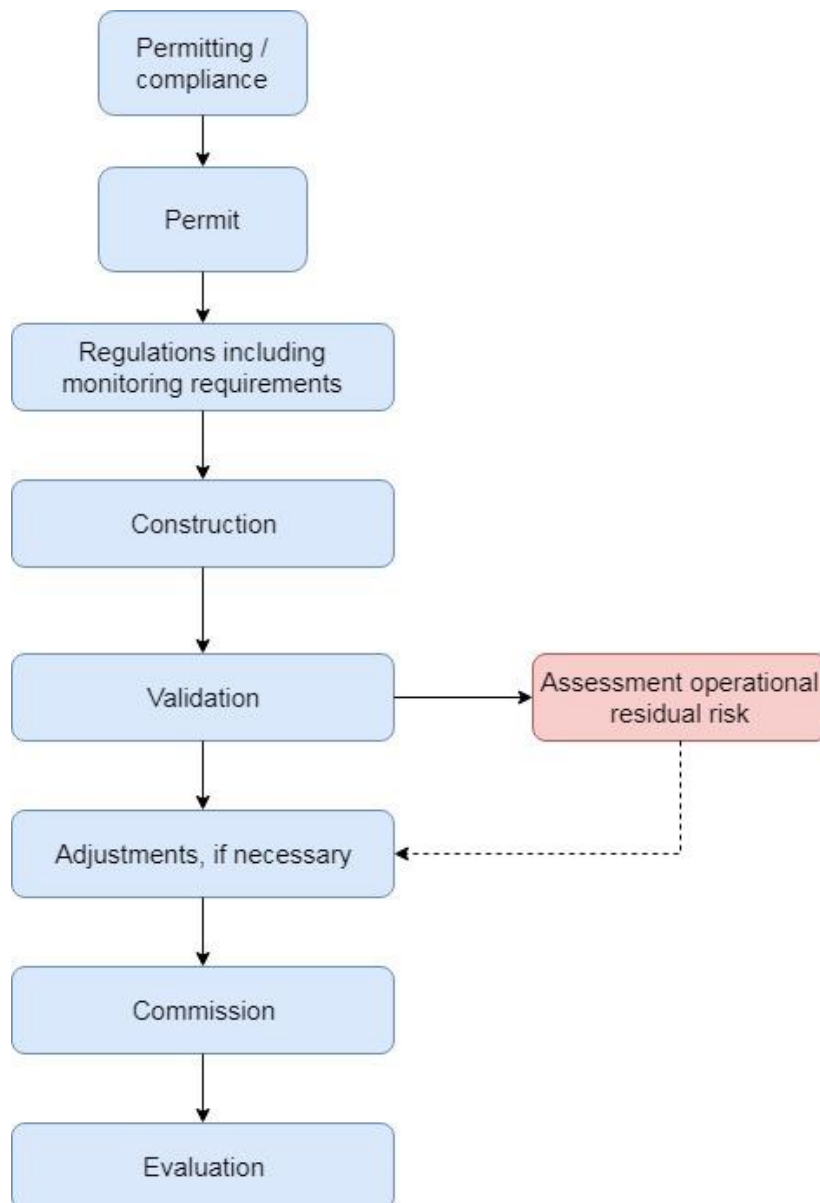 Permitting /
compliance
Permit
Regulations including
monitoring requirements
Construction
Validation
Assessment operational
residual risk
Adjustments, if necessary
Commission
Evaluation